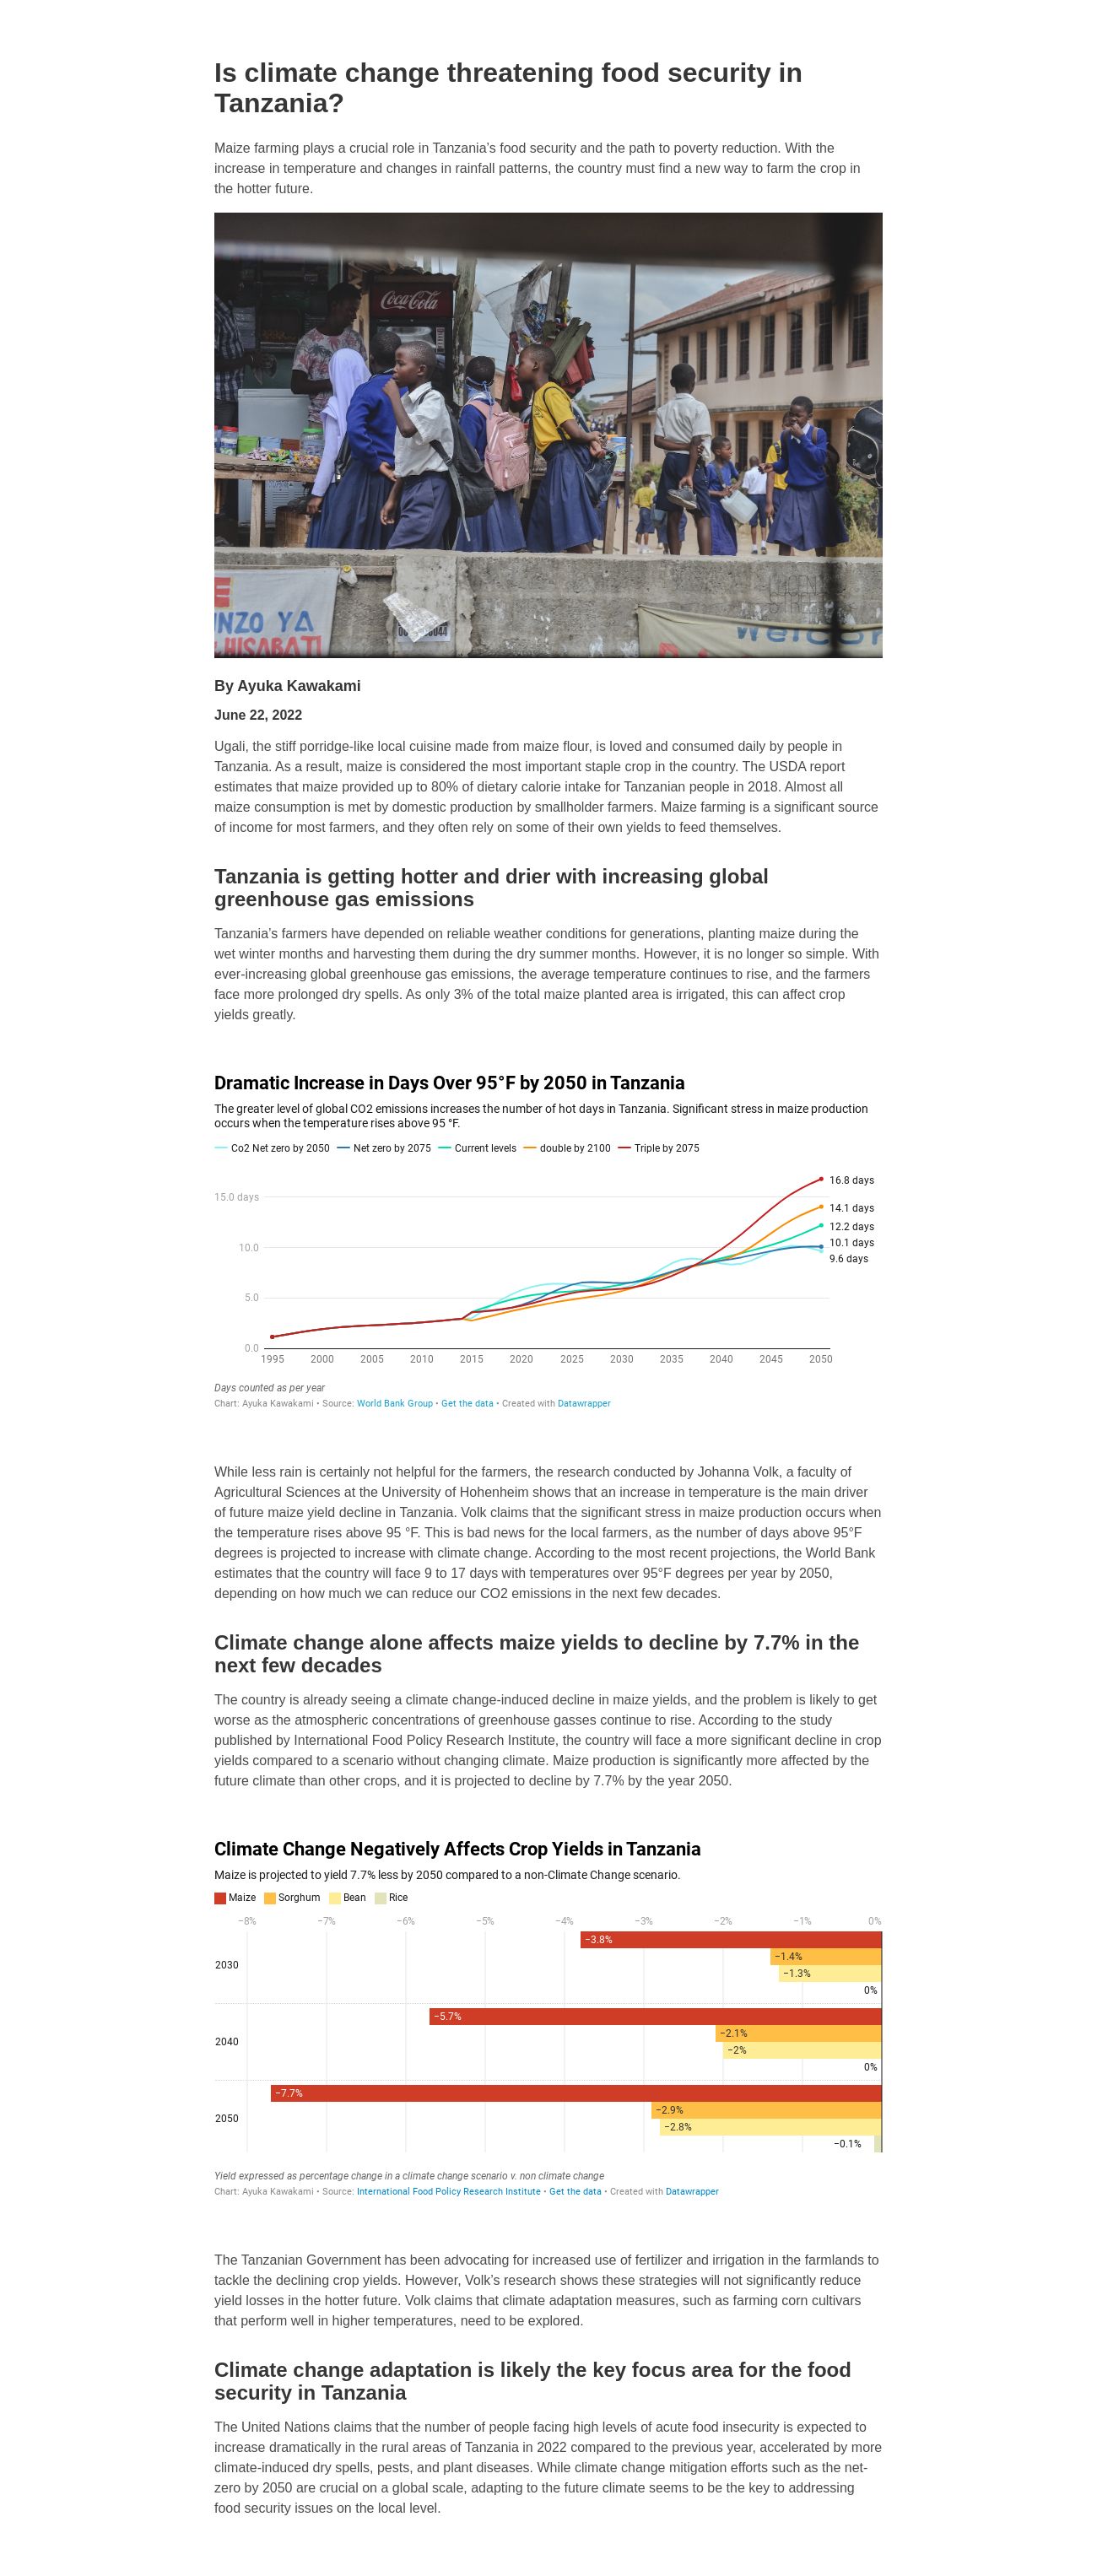 Is climate change threatening food security in
Tanzania?
Maize farming plays a crucial role in Tanzania’s food security and the path to poverty reduction. With the
increase in temperature and changes in rainfall patterns, the country must find a new way to farm the crop in
the hotter future.
Coca-Cola
NZO YA
HISABATI
Welcom
By Ayuka Kawakami
June 22, 2022
Ugali, the stiff porridge-like local cuisine made from maize flour, is loved and consumed daily by people in
Tanzania. As a result, maize is considered the most important staple crop in the country. The USDA report
estimates that maize provided up to 80% of dietary calorie intake for Tanzanian people in 2018. Almost all
maize consumption is met by domestic production by smallholder farmers. Maize farming is a significant source
of income for most farmers, and they often rely on some of their own yields to feed themselves.
Tanzania is getting hotter and drier with increasing global
greenhouse gas emissions
Tanzania’s farmers have depended on reliable weather conditions for generations, planting maize during the
wet winter months and harvesting them during the dry summer months. However, it is no longer so simple. With
ever-increasing global greenhouse gas emissions, the average temperature continues to rise, and the farmers
face more prolonged dry spells. As only 3% of the total maize planted area is irrigated, this can affect crop
yields greatly.
Dramatic Increase in Days Over 95°F by 2050 in Tanzania
The greater level of global CO2 emissions increases the number of hot days in Tanzania. Significant stress in maize production
occurs when the temperature rises above 95 °F.
Co2 Net zero by 2050 Net zero by 2075 Current levels double by 2100 Triple by 2075
16.8 days
15.0 days
14.1 days
12.2 days
10.1 days
10.0
9.6 days
5.0
0.0
1995 2000 2005 2010 2015 2020 2025 2030 2035 2040 2045 2050
Days counted as per year
Chart: Ayuka Kawakami • Source: World Bank Group • Get the data • Created with Datawrapper
While less rain is certainly not helpful for the farmers, the research conducted by Johanna Volk, a faculty of
Agricultural Sciences at the University of Hohenheim shows that an increase in temperature is the main driver
of future maize yield decline in Tanzania. Volk claims that the significant stress in maize production occurs when
the temperature rises above 95 °F. This is bad news for the local farmers, as the number of days above 95°F
degrees is projected to increase with climate change. According to the most recent projections, the World Bank
estimates that the country will face 9 to 17 days with temperatures over 95°F degrees per year by 2050,
depending on how much we can reduce our CO2 emissions in the next few decades.
Climate change alone affects maize yields to decline by 7.7% in the
next few decades
The country is already seeing a climate change-induced decline in maize yields, and the problem is likely to get
worse as the atmospheric concentrations of greenhouse gasses continue to rise. According to the study
published by International Food Policy Research Institute, the country will face a more significant decline in crop
yields compared to a scenario without changing climate. Maize production is significantly more affected by the
future climate than other crops, and it is projected to decline by 7.7% by the year 2050.
Climate Change Negatively Affects Crop Yields in Tanzania
Maize is projected to yield 7.7% less by 2050 compared to a non-Climate Change scenario.
Maize Sorghum Bean Rice
−8% −7% −6% −5% −4% −3% −2% −1% 0%
−3.8%
−1.4%
2030
−1.3%
0%
−5.7%
−2.1%
2040
−2%
0%
−7.7%
−2.9%
2050
−2.8%
−0.1%
Yield expressed as percentage change in a climate change scenario v. non climate change
Chart: Ayuka Kawakami • Source: International Food Policy Research Institute • Get the data • Created with Datawrapper
The Tanzanian Government has been advocating for increased use of fertilizer and irrigation in the farmlands to
tackle the declining crop yields. However, Volk’s research shows these strategies will not significantly reduce
yield losses in the hotter future. Volk claims that climate adaptation measures, such as farming corn cultivars
that perform well in higher temperatures, need to be explored.
Climate change adaptation is likely the key focus area for the food
security in Tanzania
The United Nations claims that the number of people facing high levels of acute food insecurity is expected to
increase dramatically in the rural areas of Tanzania in 2022 compared to the previous year, accelerated by more
climate-induced dry spells, pests, and plant diseases. While climate change mitigation efforts such as the net-
zero by 2050 are crucial on a global scale, adapting to the future climate seems to be the key to addressing
food security issues on the local level.